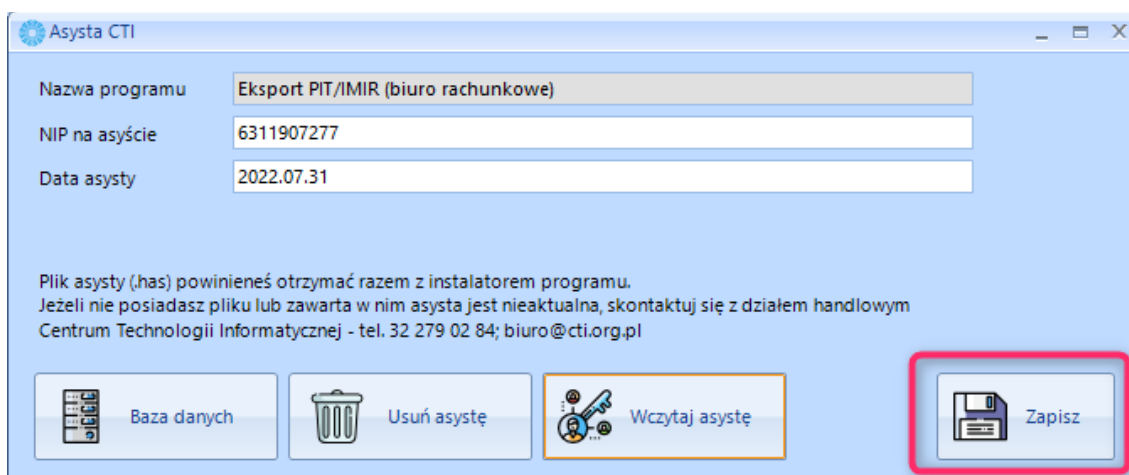 Asysta CTI
Nazwa programu Eksport PIT/IMIR (biuro rachunkowe)
NIP na asyście 6311907277
Data asysty 2022.07.31
Plik asysty (.has) powinieneś otrzymać razem z instalatorem programu.
Jeżeli nie posiadasz pliku lub zawarta w nim asysta jest nieaktualna, skontaktuj się z działem handlowym
Centrum Technologii Informatycznej - tel. 32 279 02 84; biuro@cti.org.pl
Baza danych Usuń asystę Wczytaj asystę Zapisz